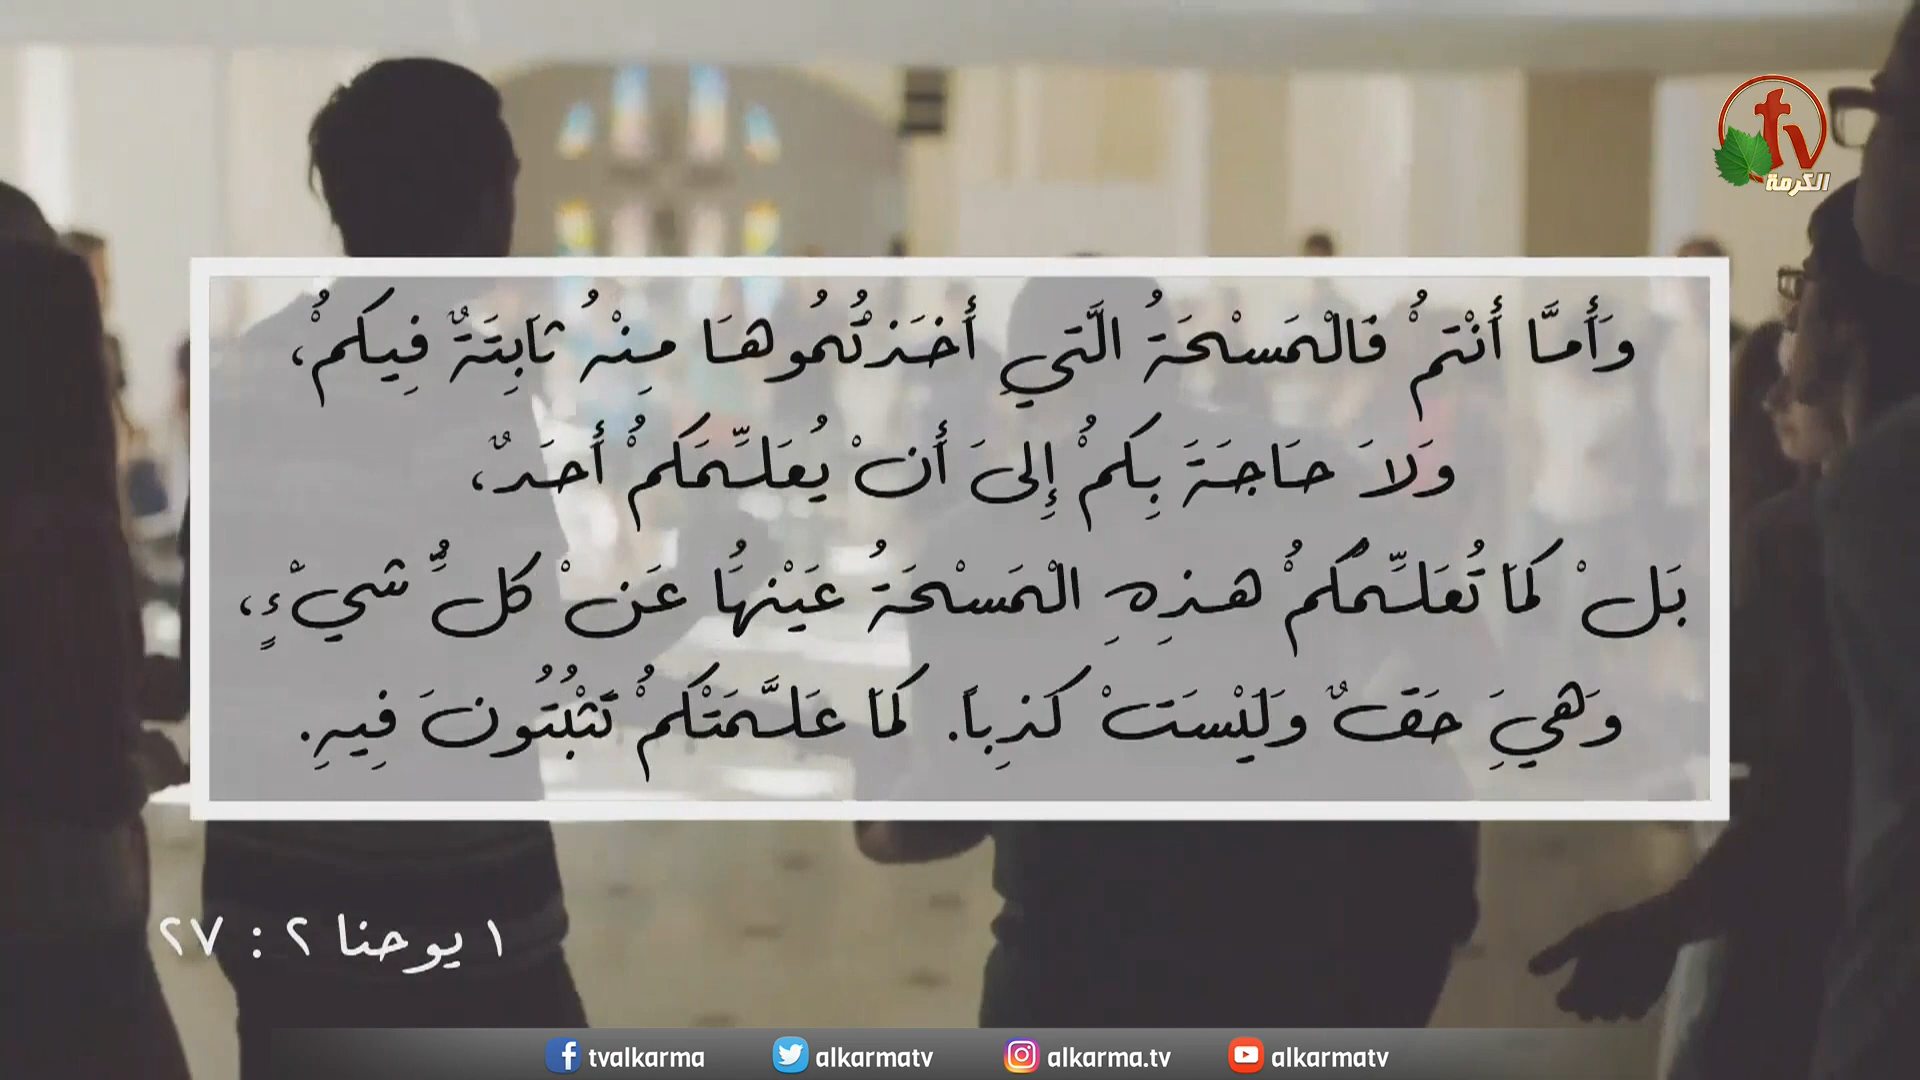 tv
الكرمة
وَأَمَّا أَنْتُمْ فَالْمَسْحَةُ الَّتِي أَخَذْتُمُوهَا مِنْهُ ثَابِتَةٌ فِيكُمْ،
وَلاَ حَاجَةَ بِكُمْ إِلَى أَنْ يُعَلِّمَكُمْ أَحَدٌ،
بَلْ كَمَا تُعَلِّمُكُمْ هذِهِ الْمَسْحَةُ عَيْنُهَا عَنْ كُلِّ شَيْءٍ،
وَهِيَ حَقٌ وَلَيْسَتْ كَذِباً. كَمَا عَلَّمَتْكُمْ تَثْبُتُونَ فِيهِ.
١ يوحنا ٢ : ٢٧
tvalkarma alkarmatv alkarma.tv alkarmatv